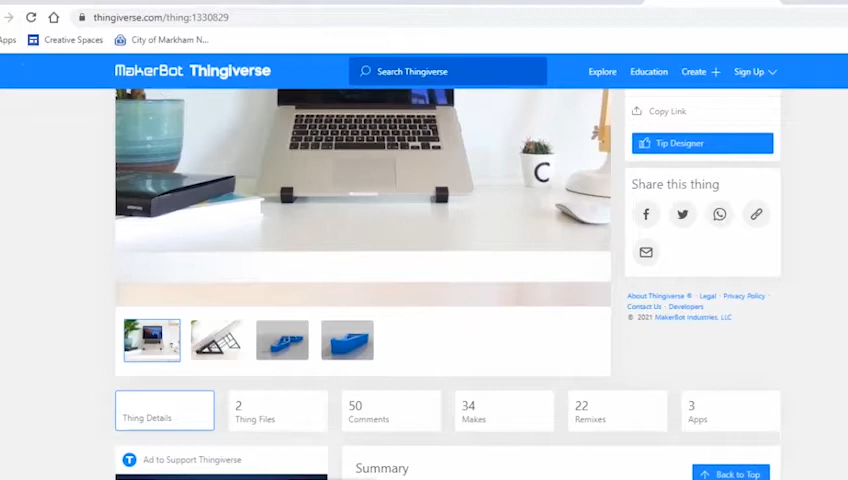 thingiverse.com/thing:1330829
Apps
Creative Spaces
City of Markham N...
MakerBot Thingiverse
Search Thingiverse
Explore
Education
Create +
Sign Up
Copy Link
Tip Designer
Share this thing
C
About Thingiverse ® · Legal · Privacy Policy ·
Contact Us · Developers
© 2021 MakerBot Industries, LLC
Thing Details
2
Thing Files
50
Comments
34
Makes
22
Remixes
3
Apps
Ad to Support Thingiverse
Summary
Back to Top